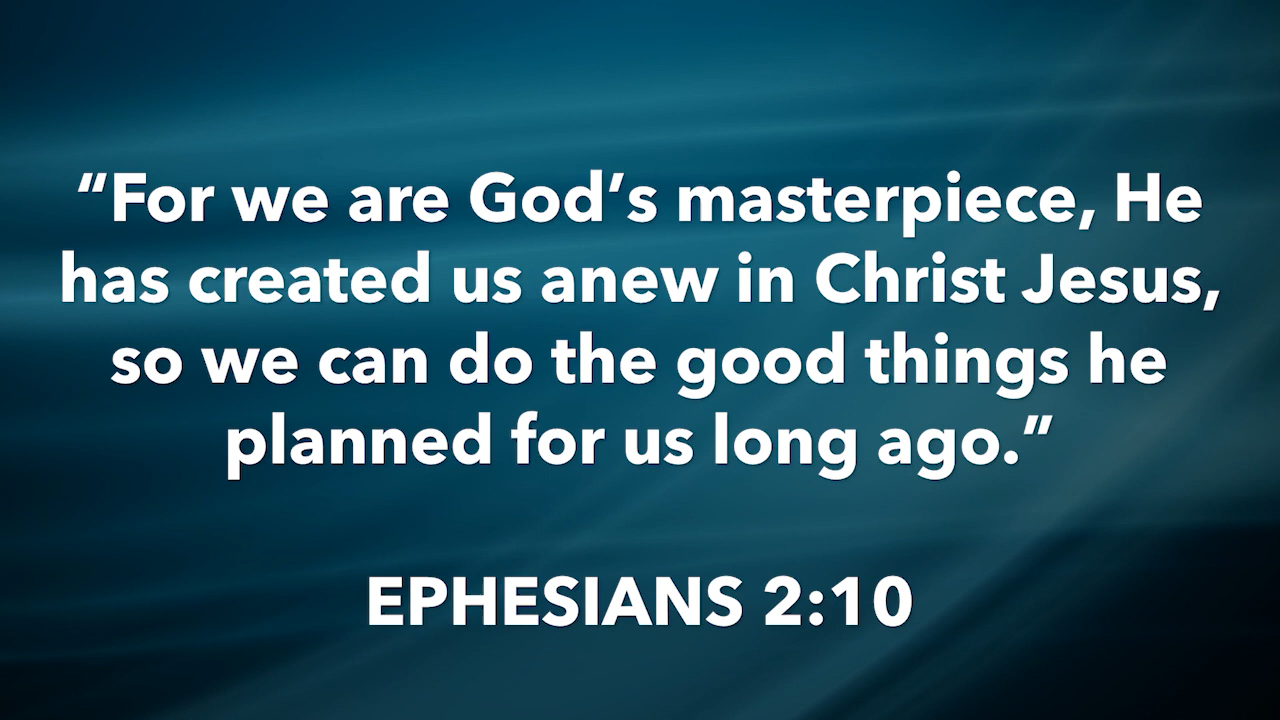 “For we are God’s masterpiece, He
has created us anew in Christ Jesus,
so we can do the good things he
planned for us long ago.”
EPHESIANS 2:10